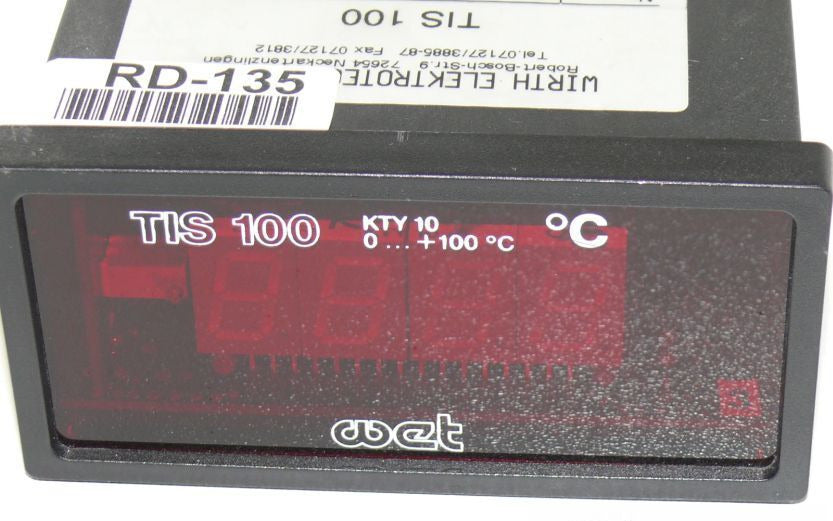 TIS 100
Tel.07127/3885-87 Fax 07127/3812
Robert-Bosch-Str.9 72654 Neckartenzlingen
WIRTH ELEKTROTEC
RD-135
TIS 100
KTY 10
0 ... +100 °C
°C
wet